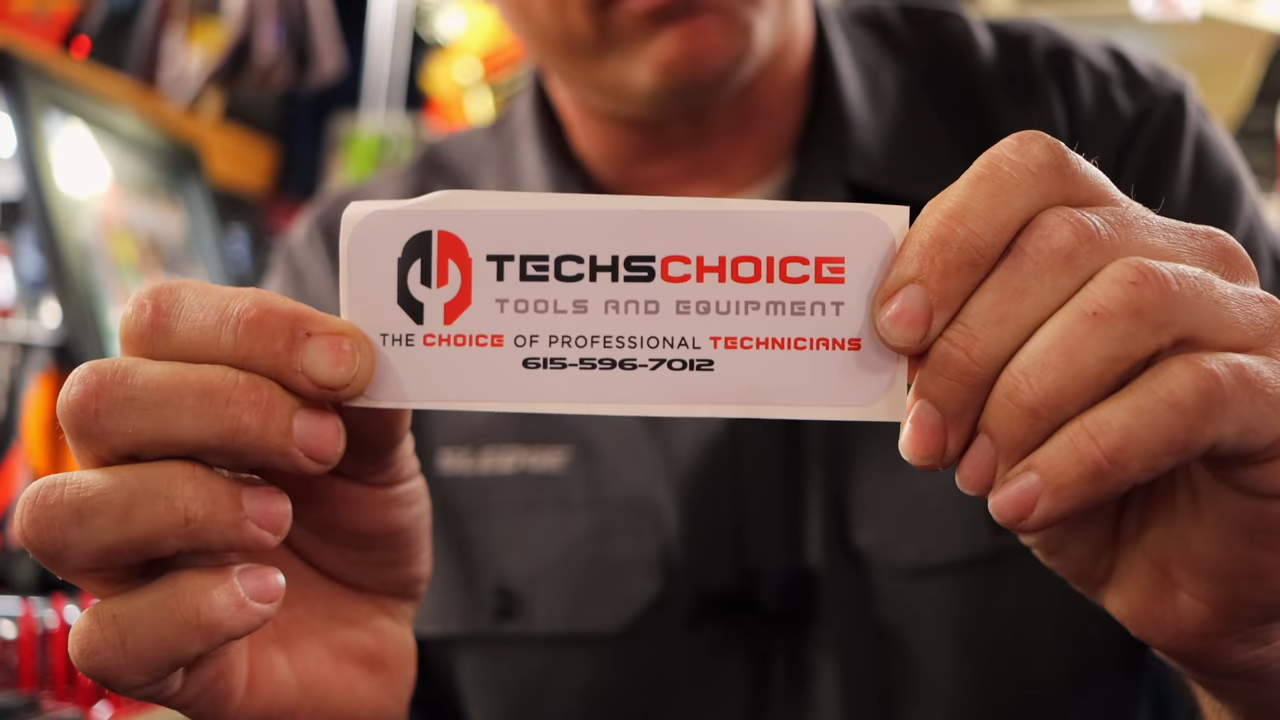 TECHSCHOICE
TOOLS AND EQUIPMENT
THE CHOICE OF PROFESSIONAL TECHNICIANS
615-596-7012